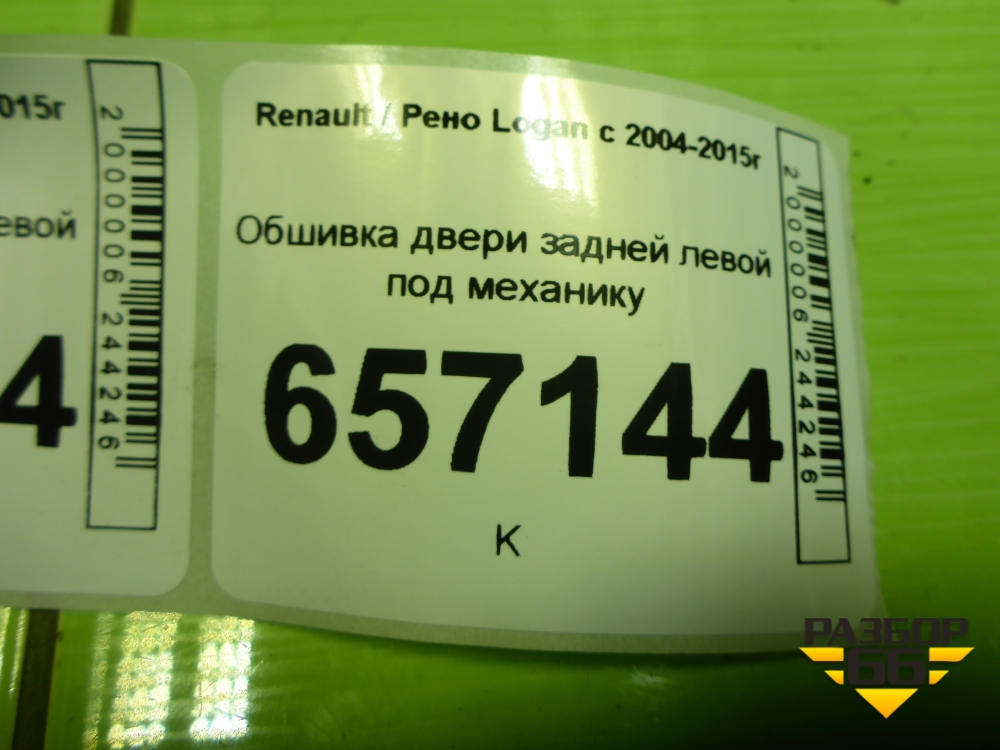 015г
евой
4
2000006244246
Renault / Рено Logan с 2004-2015г
Обшивка двери задней левой
под механику
657144
К
2000006244246
РАЗБОР
66